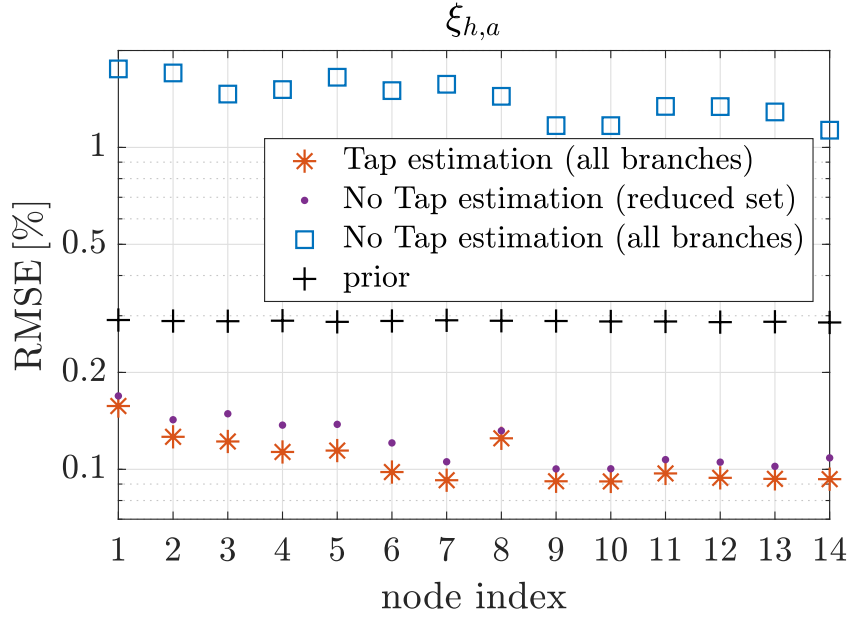 ξh,a
RMSE [%]
1
0.5
0.2
0.1
Tap estimation (all branches)
No Tap estimation (reduced set)
No Tap estimation (all branches)
prior
1 2 3 4 5 6 7 8 9 10 11 12 13 14
node index